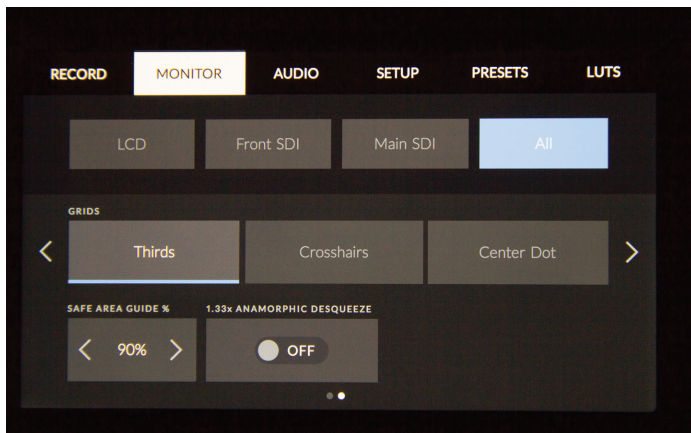 RECORD MONITOR AUDIO SETUP PRESETS LUTS
LCD Front SDI Main SDI All
GRIDS
Thirds Crosshairs Center Dot
SAFE AREA GUIDE % 1.33x ANAMORPHIC DESQUEEZE
90% OFF